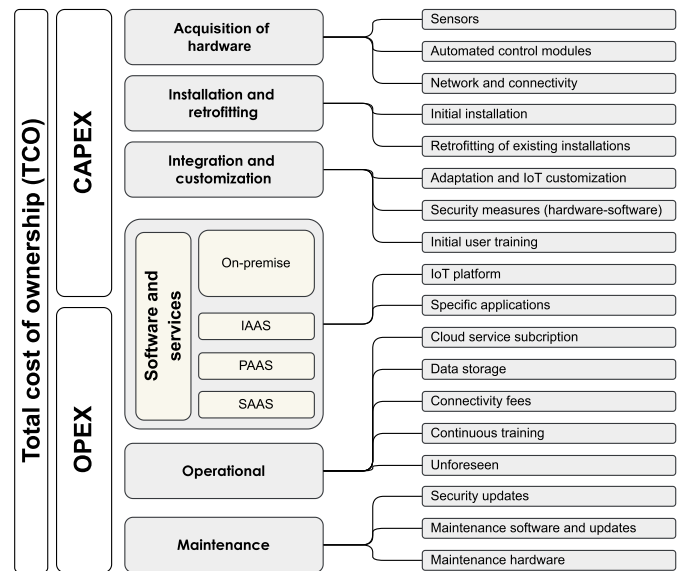 Total cost of ownership (TCO)
CAPEX
OPEX
Acquisition of
hardware
Sensors
Automated control modules
Network and connectivity
Installation and
retrofitting
Initial installation
Retrofitting of existing installations
Integration and
customization
Adaptation and IoT customization
Security measures (hardware-software)
Initial user training
Software and
services
On-premise
IAAS
PAAS
SAAS
IoT platform
Specific applications
Operational
Cloud service subcription
Data storage
Connectivity fees
Continuous training
Unforeseen
Maintenance
Security updates
Maintenance software and updates
Maintenance hardware